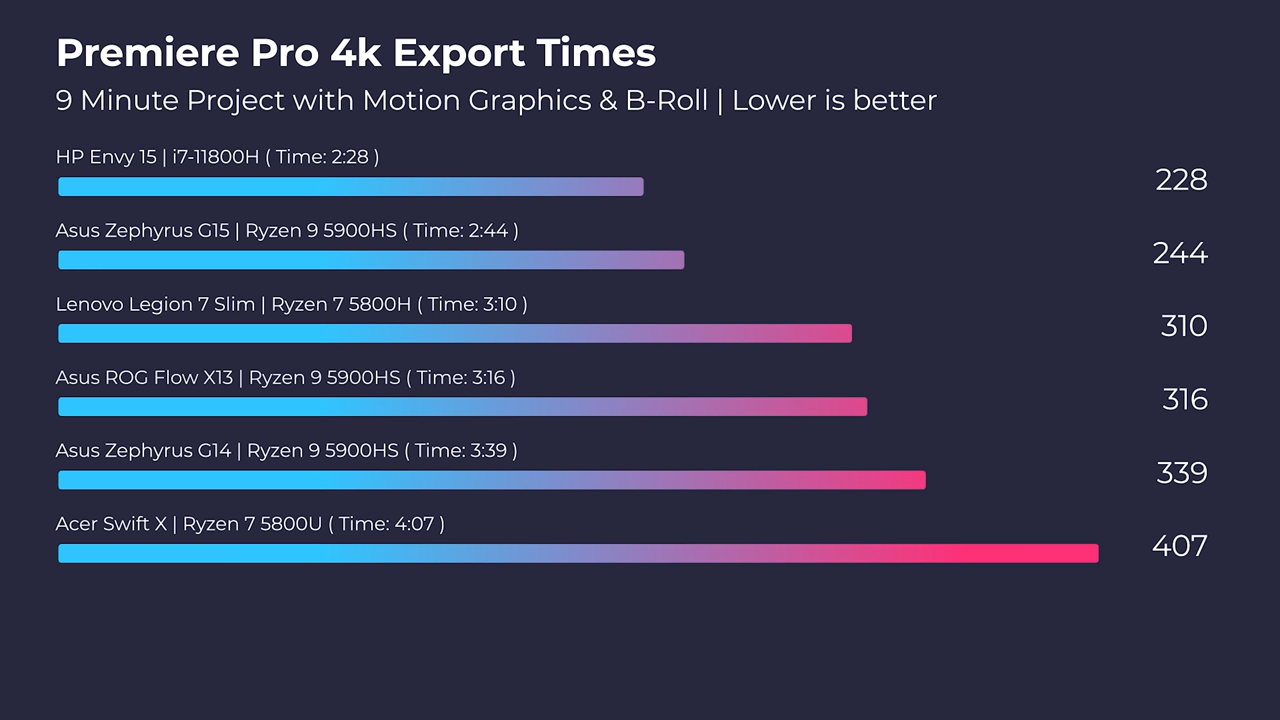 Premiere Pro 4k Export Times
9 Minute Project with Motion Graphics & B-Roll | Lower is better
HP Envy 15 | i7-11800H ( Time: 2:28 )
228
Asus Zephyrus G15 | Ryzen 9 5900HS ( Time: 2:44 )
244
Lenovo Legion 7 Slim | Ryzen 7 5800H ( Time: 3:10 )
310
Asus ROG Flow X13 | Ryzen 9 5900HS ( Time: 3:16 )
316
Asus Zephyrus G14 | Ryzen 9 5900HS ( Time: 3:39 )
339
Acer Swift X | Ryzen 7 5800U ( Time: 4:07 )
407